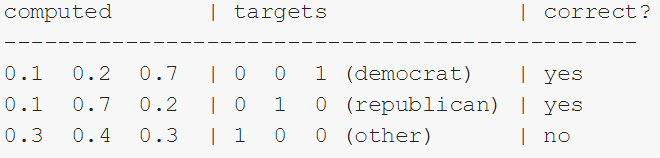 computed       | targets              | correct?
-----------------------------------------------
0.1  0.2  0.7  | 0  0  1 (democrat)   | yes
0.1  0.7  0.2  | 0  1  0 (republican) | yes
0.3  0.4  0.3  | 1  0  0 (other)      | no